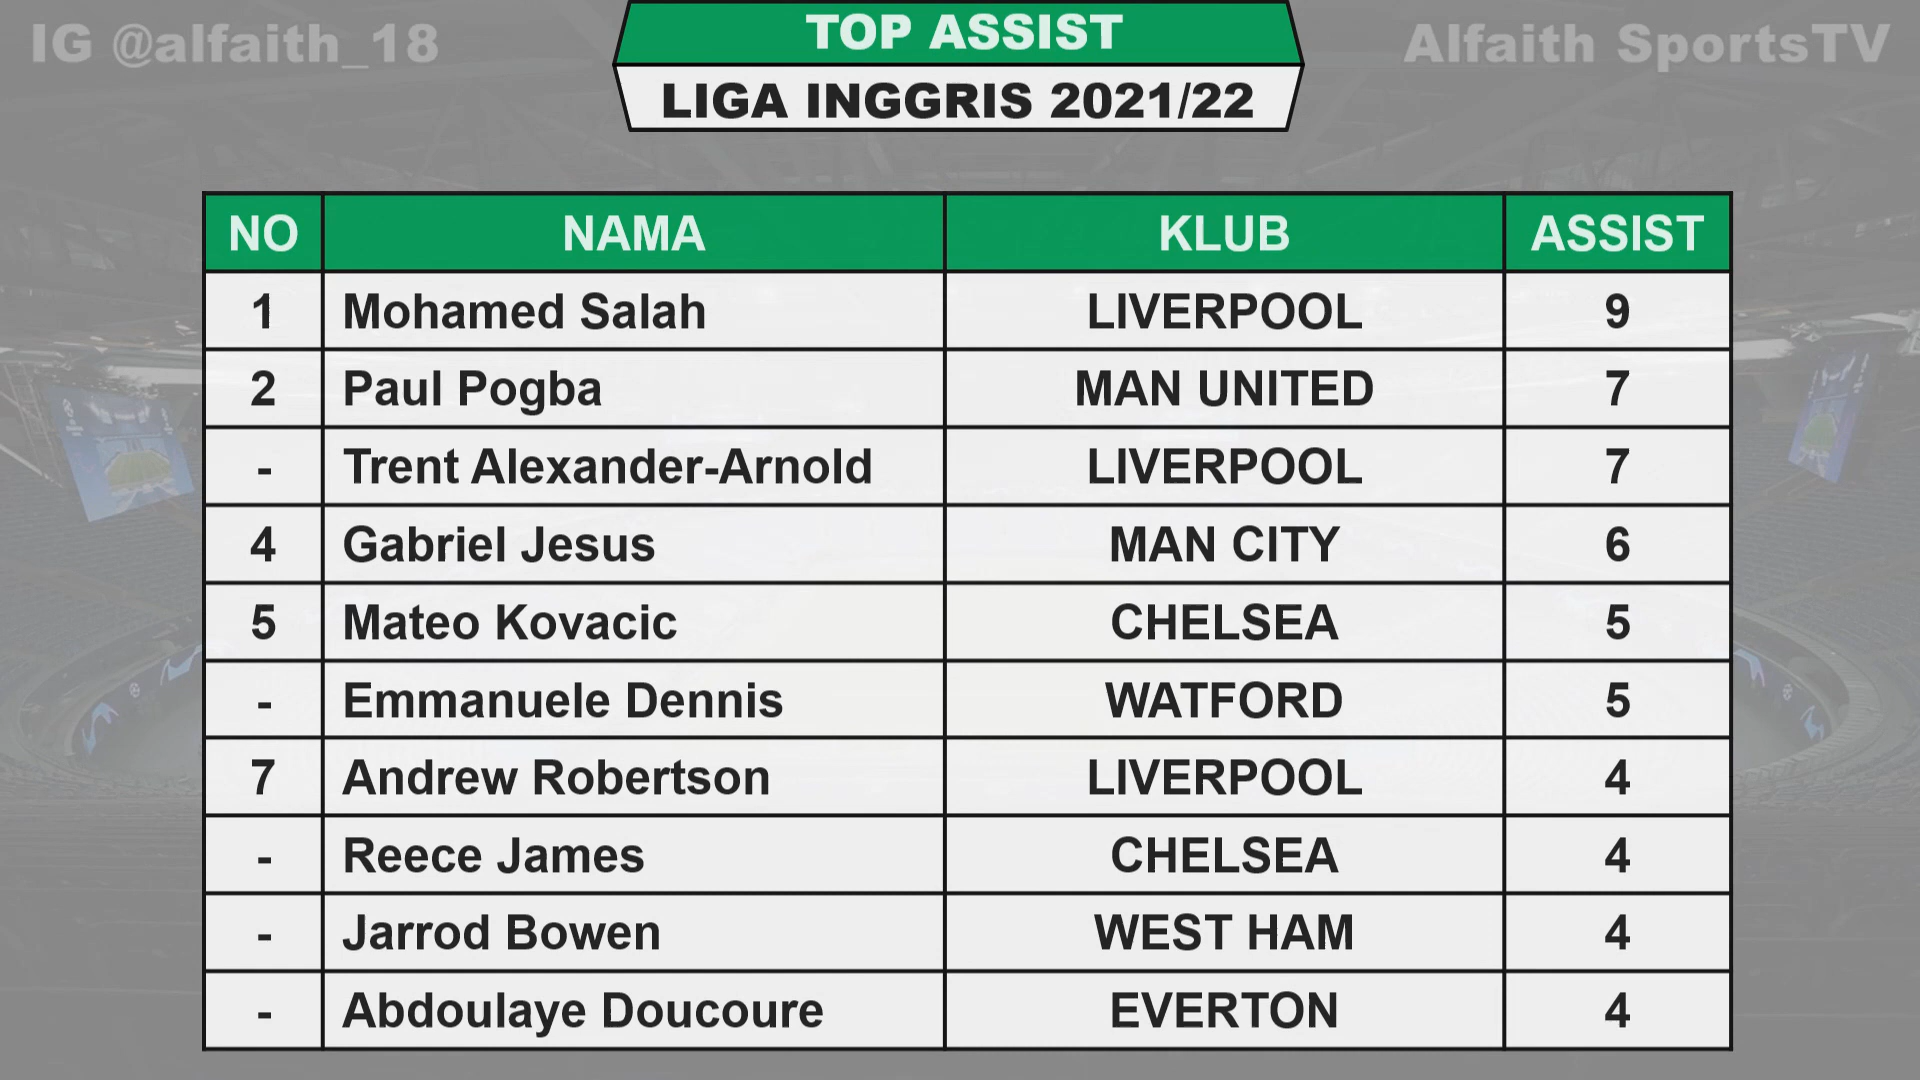 IG @alfaith_18
TOP ASSIST
Alfaith SportsTV
LIGA INGGRIS 2021/22
NO NAMA KLUB ASSIST
1 Mohamed Salah LIVERPOOL 9
2 Paul Pogba MAN UNITED 7
- Trent Alexander-Arnold LIVERPOOL 7
4 Gabriel Jesus MAN CITY 6
5 Mateo Kovacic CHELSEA 5
- Emmanuele Dennis WATFORD 5
7 Andrew Robertson LIVERPOOL 4
- Reece James CHELSEA 4
- Jarrod Bowen WEST HAM 4
- Abdoulaye Doucoure EVERTON 4